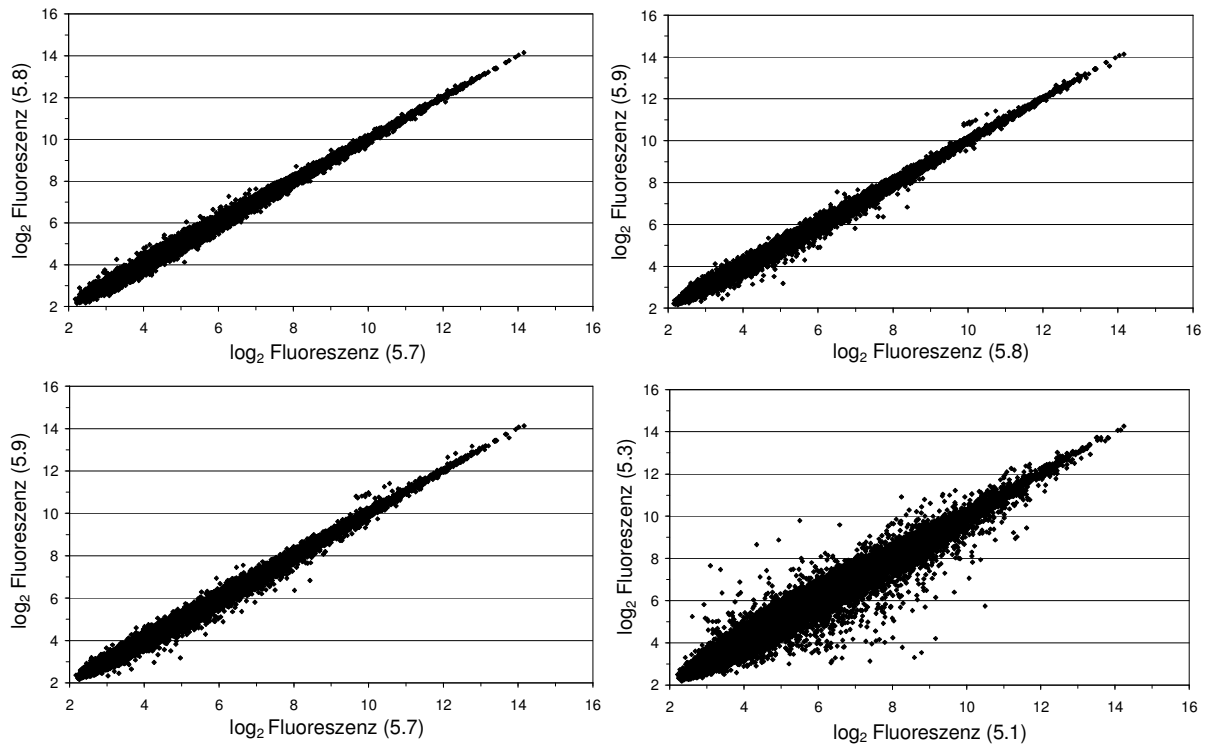 16
14
12
10
8
6
4
2
log₂ Fluoreszenz (5.8)
2 4 6 8 10 12 14 16
log₂ Fluoreszenz (5.7)
16
14
12
10
8
6
4
2
log₂ Fluoreszenz (5.9)
2 4 6 8 10 12 14 16
log₂ Fluoreszenz (5.8)
16
14
12
10
8
6
4
2
log₂ Fluoreszenz (5.9)
2 4 6 8 10 12 14 16
log₂ Fluoreszenz (5.7)
16
14
12
10
8
6
4
2
log₂ Fluoreszenz (5.3)
2 4 6 8 10 12 14 16
log₂ Fluoreszenz (5.1)